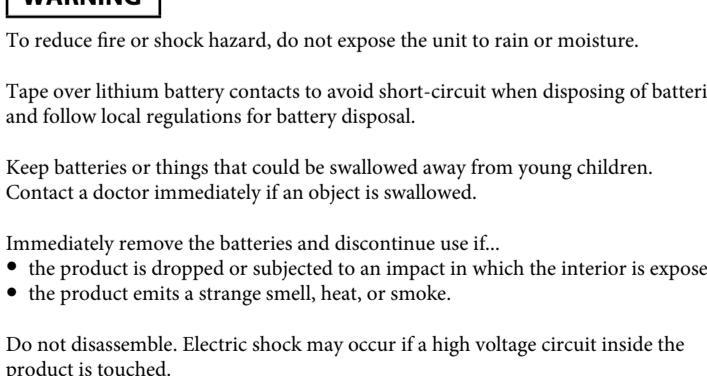 WARNING
To reduce fire or shock hazard, do not expose the unit to rain or moisture.
Tape over lithium battery contacts to avoid short-circuit when disposing of batteri
and follow local regulations for battery disposal.
Keep batteries or things that could be swallowed away from young children.
Contact a doctor immediately if an object is swallowed.
Immediately remove the batteries and discontinue use if...
● the product is dropped or subjected to an impact in which the interior is expose
● the product emits a strange smell, heat, or smoke.
Do not disassemble. Electric shock may occur if a high voltage circuit inside the
product is touched.